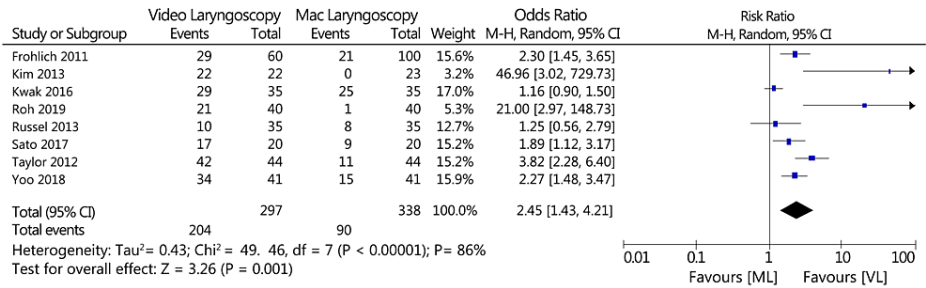 Video Laryngoscopy Mac Laryngoscopy Odds Ratio Risk Ratio
Study or Subgroup Events Total Events Total Weight M-H, Random, 95% CI M-H, Random, 95% CI
Frohlich 2011 29 60 21 100 15.6% 2.30 [1.45, 3.65]
Kim 2013 22 22 0 23 3.2% 46.96 [3.02, 729.73]
Kwak 2016 29 35 25 35 17.0% 1.16 [0.90, 1.50]
Roh 2019 21 40 1 40 5.3% 21.00 [2.97, 148.73]
Russel 2013 10 35 8 35 12.7% 1.25 [0.56, 2.79]
Sato 2017 17 20 9 20 15.2% 1.89 [1.12, 3.17]
Taylor 2012 42 44 11 44 15.2% 3.82 [2.28, 6.40]
Yoo 2018 34 41 15 41 15.9% 2.27 [1.48, 3.47]
Total (95% CI) 297 338 100.0% 2.45 [1.43, 4.21]
Total events 204 90
Heterogeneity: Tau²= 0.43; Chi² = 49. 46, df = 7 (P < 0.00001); P= 86%
Test for overall effect: Z = 3.26 (P = 0.001)
0.01 0.1 1 10 100
Favours [ML] Favours [VL]